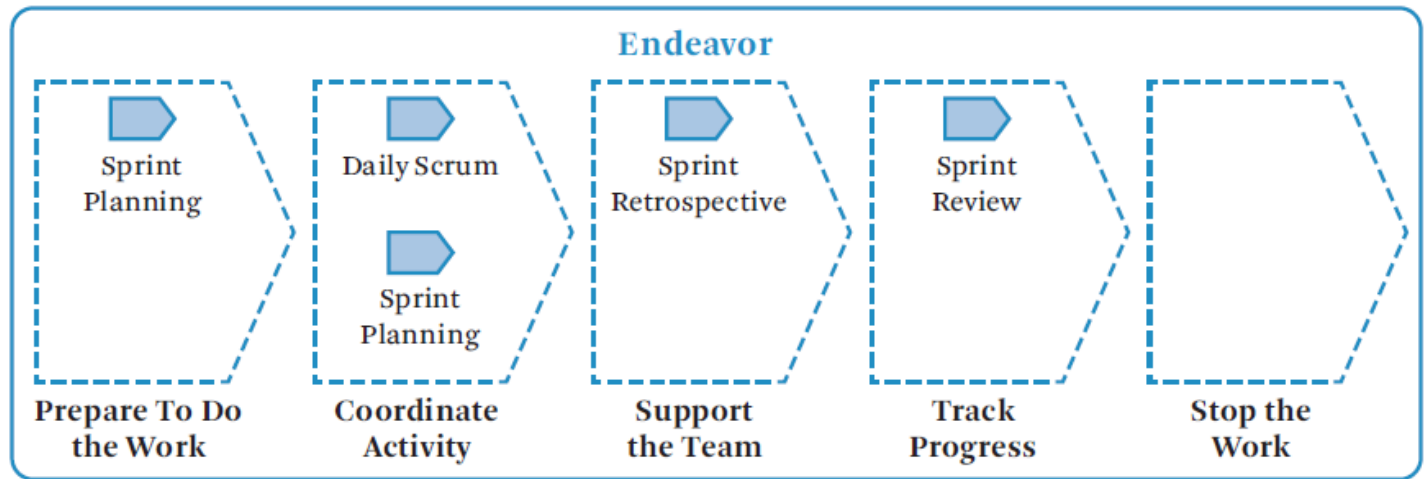 Endeavor
Sprint
Planning
Daily Scrum
Sprint
Planning
Sprint
Retrospective
Sprint
Review
Prepare To Do
the Work
Coordinate
Activity
Support
the Team
Track
Progress
Stop the
Work